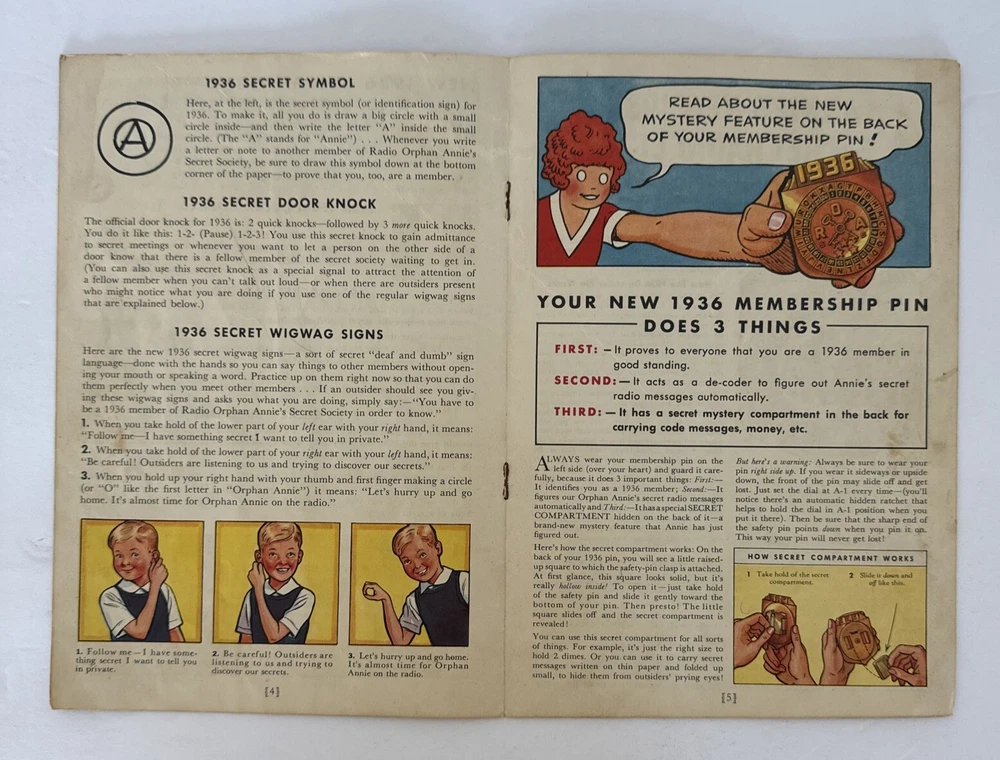 1936 SECRET SYMBOL
A
Here, at the left, is the secret symbol (or identification sign) for
1936. To make it, all you do is draw a big circle with a small
circle inside—and then write the letter "A" inside the small
circle. (The "A" stands for "Annie") . . . Whenever you write
a letter or note to another member of Radio Orphan Annie's
Secret Society, be sure to draw this symbol down at the bottom
corner of the paper—to prove that you, too, are a member.
1936 SECRET DOOR KNOCK
The official door knock for 1936 is: 2 quick knocks—followed by 3 more quick knocks.
You do it like this: 1-2- (Pause) 1-2-3! You use this secret knock to gain admittance
to secret meetings or whenever you want to let a person on the other side of a
door know that there is a fellow member of the secret society waiting to get in.
(You can also use this secret knock as a special signal to attract the attention of
a fellow member when you can't talk out loud—or when there are outsiders present
who might notice what you are doing if you use one of the regular wigwag signs
that are explained below.)
1936 SECRET WIGWAG SIGNS
Here are the new 1936 secret wigwag signs—a sort of secret "deaf and dumb" sign
language—done with the hands so you can say things to other members without open-
ing your mouth or speaking a word. Practice up on them right now so that you can do
them perfectly when you meet other members . . . If an outsider should see you giv-
ing these wigwag signs and asks you what you are doing, simply say:—"You have to
be a 1936 member of Radio Orphan Annie's Secret Society in order to know."
1. When you take hold of the lower part of your left ear with your right hand, it means:
"Follow me—I have something secret I want to tell you in private."
2. When you take hold of the lower part of your right ear with your left hand, it means:
"Be careful! Outsiders are listening to us and trying to discover our secrets."
3. When you hold up your right hand with your thumb and first finger making a circle
(or "O" like the first letter in "Orphan Annie") it means: "Let's hurry up and go
home. It's almost time for Orphan Annie on the radio."
1. Follow me—I have some-
thing secret I want to tell you
in private.
2. Be careful! Outsiders are
listening to us and trying to
discover our secrets.
3. Let's hurry up and go home.
It's almost time for Orphan
Annie on the radio.
[4]
READ ABOUT THE NEW
MYSTERY FEATURE ON THE BACK
OF YOUR MEMBERSHIP PIN!
1936
R O A
YOUR NEW 1936 MEMBERSHIP PIN
DOES 3 THINGS
FIRST:—It proves to everyone that you are a 1936 member in
good standing.
SECOND:—It acts as a de-coder to figure out Annie's secret
radio messages automatically.
THIRD:—It has a secret mystery compartment in the back for
carrying code messages, money, etc.
ALWAYS wear your membership pin on the
left side (over your heart) and guard it care-
fully, because it does 3 important things: First:—
It identifies you as a 1936 member; Second:—It
figures our Orphan Annie's secret radio messages
automatically and Third:—It has a special SECRET
COMPARTMENT hidden on the back of it—a
brand-new mystery feature that Annie has just
figured out.
Here's how the secret compartment works: On the
back of your 1936 pin, you will see a little raised-
up square to which the safety-pin clasp is attached.
At first glance, this square looks solid, but it's
really hollow inside! To open it—just take hold
of the safety pin and slide it gently toward the
bottom of your pin. Then presto! The little
square slides off and the secret compartment is
revealed!
You can use this secret compartment for all sorts
of things. For example, it's just the right size to
hold 2 dimes. Or you can use it to carry secret
messages written on thin paper and folded up
small, to hide them from outsiders' prying eyes!
But here's a warning: Always be sure to wear your
pin right side up. If you wear it sideways or upside
down, the front of the pin may slide off and get
lost. Just set the dial at A-1 every time—(you'll
notice there's an automatic hidden ratchet that
helps to hold the dial in A-1 position when you
put it there). Then be sure that the sharp end of
the safety pin points down when you pin it on.
This way your pin will never get lost!
HOW SECRET COMPARTMENT WORKS
1 Take hold of the secret
compartment.
2 Slide it down and
off like this.
[5]